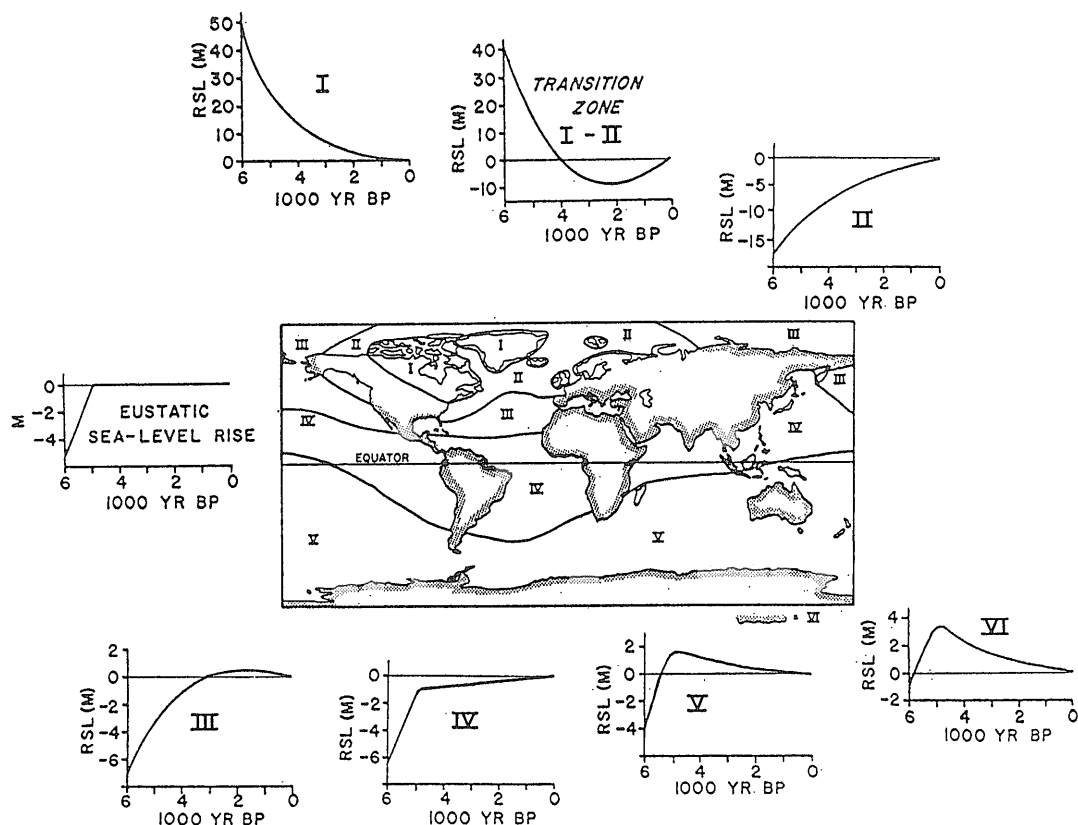 50
40
30
20
10
0
RSL (M)
I
6 4 2 0
1000 YR BP
40
30
20
10
0
-10
RSL (M)
TRANSITION
ZONE
I - II
6 4 2 0
1000 YR BP
0
-5
-10
-15
RSL (M)
II
6 4 2 0
1000 YR. BP
0
-2
-4
M
EUSTATIC
SEA-LEVEL RISE
6 4 2 0
1000 YR BP
III II I II III
I II III
IV III IV
EQUATOR
IV
V V
VI
2
0
-2
-4
-6
RSL (M)
III
6 4 2 0
1000 YR BP
2
0
-2
-4
-6
RSL (M)
IV
6 4 2 0
1000 YR BP
2
0
-2
-4
RSL (M)
V
6 4 2 0
1000 YR. BP
4
2
0
-2
RSL (M)
VI
6 4 2 0
1000 YR BP